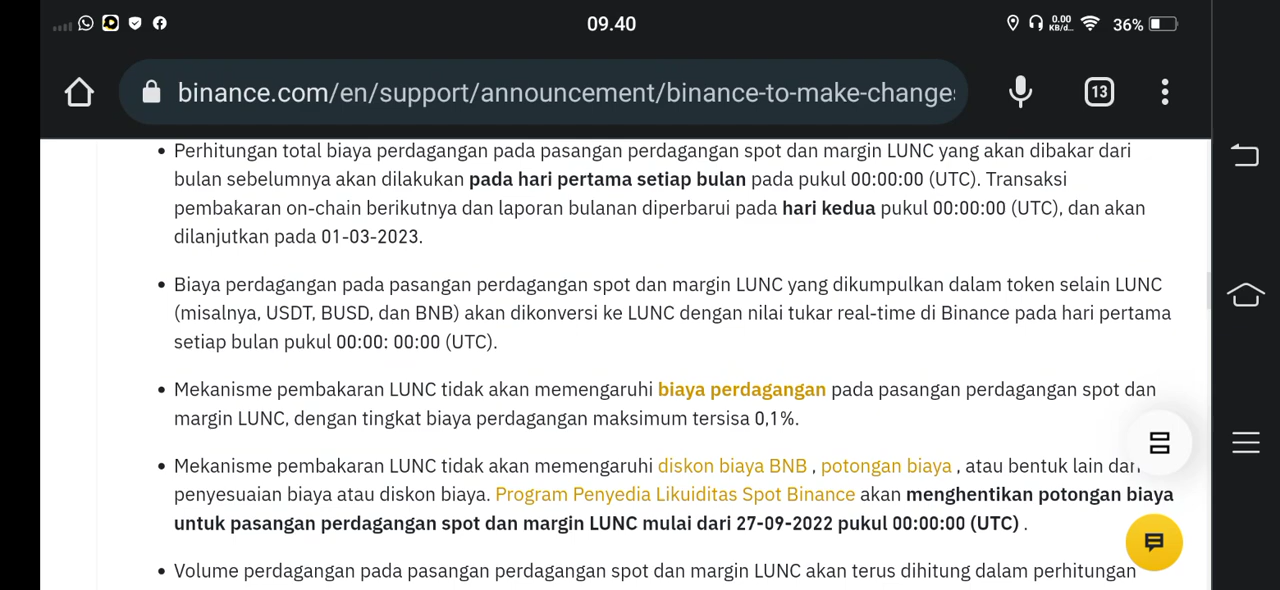 09.40
0.00
KB/d...
36%
binance.com/en/support/announcement/binance-to-make-change
13
• Perhitungan total biaya perdagangan pada pasangan perdagangan spot dan margin LUNC yang akan dibakar dari
bulan sebelumnya akan dilakukan pada hari pertama setiap bulan pada pukul 00:00:00 (UTC). Transaksi
pembakaran on-chain berikutnya dan laporan bulanan diperbarui pada hari kedua pukul 00:00:00 (UTC), dan akan
dilanjutkan pada 01-03-2023.
• Biaya perdagangan pada pasangan perdagangan spot dan margin LUNC yang dikumpulkan dalam token selain LUNC
(misalnya, USDT, BUSD, dan BNB) akan dikonversi ke LUNC dengan nilai tukar real-time di Binance pada hari pertama
setiap bulan pukul 00:00: 00:00 (UTC).
• Mekanisme pembakaran LUNC tidak akan memengaruhi biaya perdagangan pada pasangan perdagangan spot dan
margin LUNC, dengan tingkat biaya perdagangan maksimum tersisa 0,1%.
• Mekanisme pembakaran LUNC tidak akan memengaruhi diskon biaya BNB , potongan biaya , atau bentuk lain dari
penyesuaian biaya atau diskon biaya. Program Penyedia Likuiditas Spot Binance akan menghentikan potongan biaya
untuk pasangan perdagangan spot dan margin LUNC mulai dari 27-09-2022 pukul 00:00:00 (UTC) .
• Volume perdagangan pada pasangan perdagangan spot dan margin LUNC akan terus dihitung dalam perhitungan